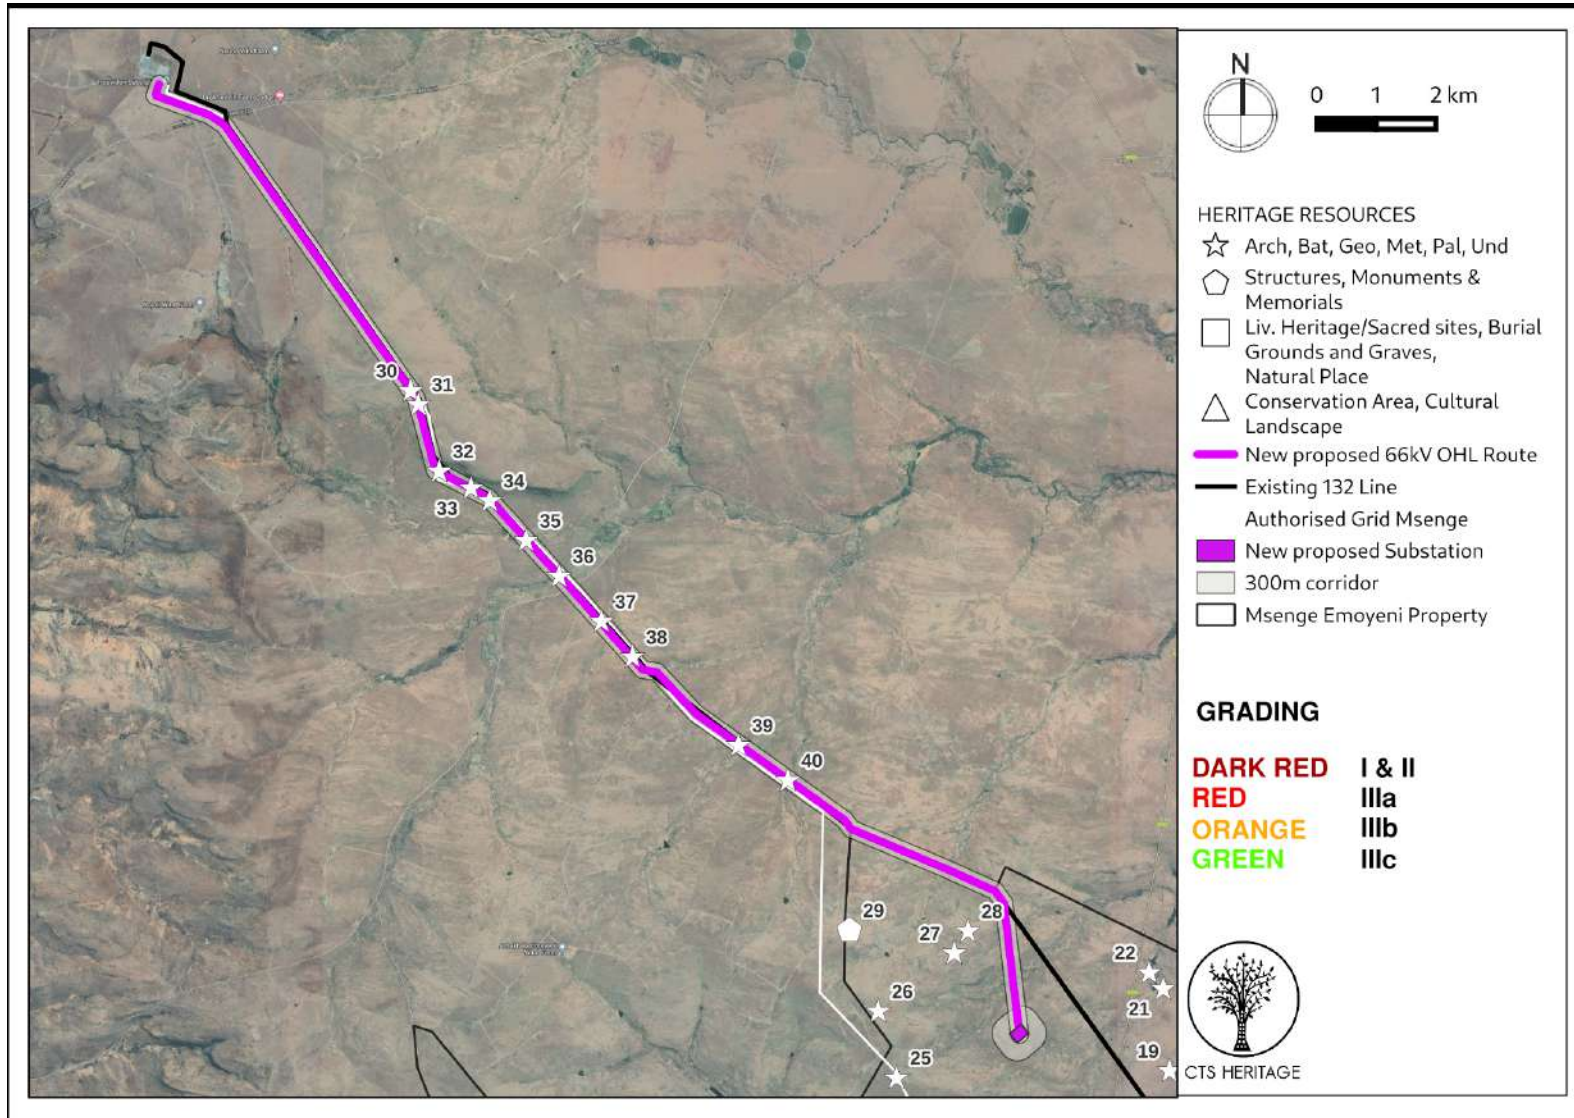 N
0 1 2 km
HERITAGE RESOURCES
Arch, Bat, Geo, Met, Pal, Und
Structures, Monuments &
Memorials
Liv. Heritage/Sacred sites, Burial
Grounds and Graves,
Natural Place
Conservation Area, Cultural
Landscape
New proposed 66kV OHL Route
Existing 132 Line
Authorised Grid Msenge
New proposed Substation
300m corridor
Msenge Emoyeni Property
GRADING
DARK RED I & II
RED IIIa
ORANGE IIIb
GREEN IIIc
CTS HERITAGE
30
31
32
33
34
35
36
37
38
39
40
29
28
27
26
25
22
21
19